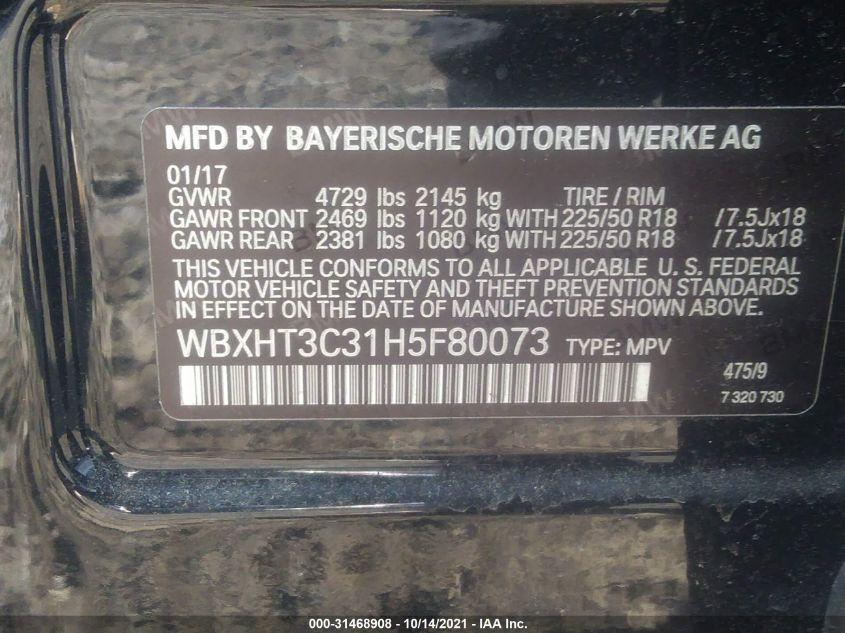 MFD BY BAYERISCHE MOTOREN WERKE AG
01/17
GVWR 4729 lbs 2145 kg TIRE / RIM
GAWR FRONT 2469 lbs 1120 kg WITH 225/50 R18 /7.5Jx18
GAWR REAR 2381 lbs 1080 kg WITH 225/50 R18 /7.5Jx18
THIS VEHICLE CONFORMS TO ALL APPLICABLE U. S. FEDERAL
MOTOR VEHICLE SAFETY AND THEFT PREVENTION STANDARDS
IN EFFECT ON THE DATE OF MANUFACTURE SHOWN ABOVE.
WBXHT3C31H5F80073 TYPE: MPV
475/9
7 320 730
000-31468908 - 10/14/2021 - IAA Inc.